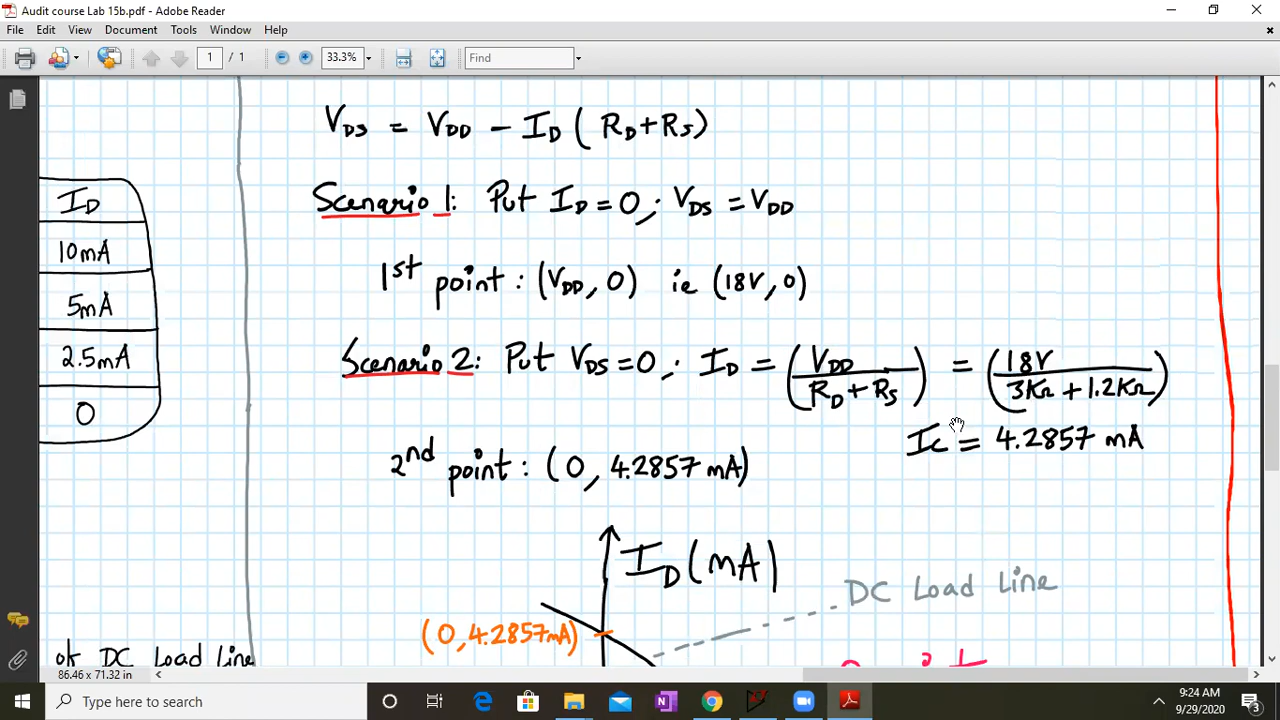 Audit course Lab 15b.pdf - Adobe Reader
File Edit View Document Tools Window Help
1 / 1 33.3% Find
V_DS = V_DD - I_D (R_D+R_S)
Scenario 1: Put I_D = 0; V_DS = V_DD
1st point : (V_DD, 0) ie (18V, 0)
Scenario 2: Put V_DS = 0; I_D = (V_DD / R_D + R_S) = (18V / 3KΩ + 1.2KΩ)
Ic = 4.2857 mA
2nd point : (0, 4.2857 mA)
I_D (mA)
DC Load Line
(0, 4.2857mA)
I_D
10mA
5mA
2.5mA
0
of DC Load Line
86.46 x 71.32 in
Type here to search
9:24 AM
9/29/2020
3